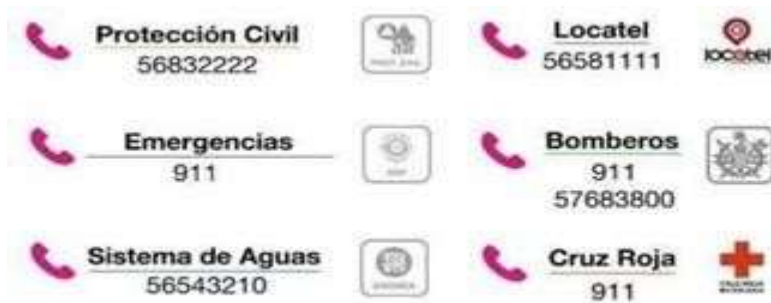 Protección Civil
56832222
Locatel
56581111
locatel
Emergencias
911
Bomberos
911
57683800
Sistema de Aguas
56543210
Cruz Roja
911